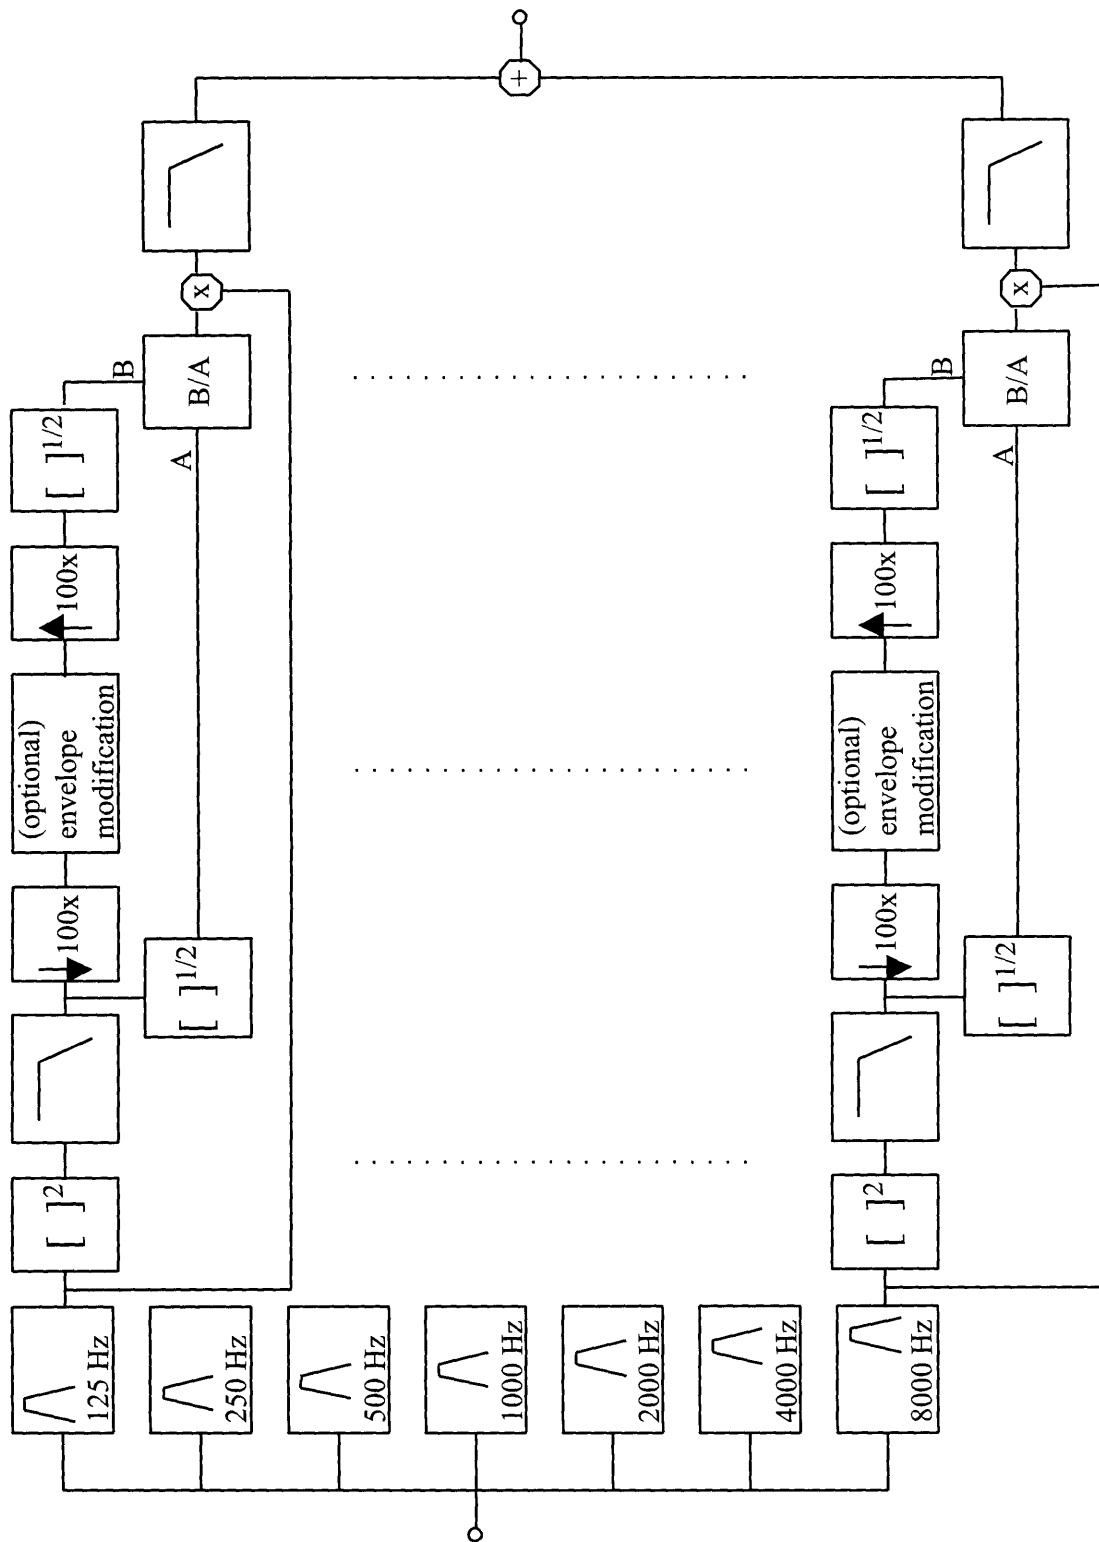 125 Hz
[ ]²
100x
(optional)
envelope
modification
100x
[ ]¹/²
[ ]¹/²
A
B
B/A
x
250 Hz
500 Hz
1000 Hz
2000 Hz
4000 Hz
8000 Hz
[ ]²
100x
(optional)
envelope
modification
100x
[ ]¹/²
[ ]¹/²
A
B
B/A
x
+